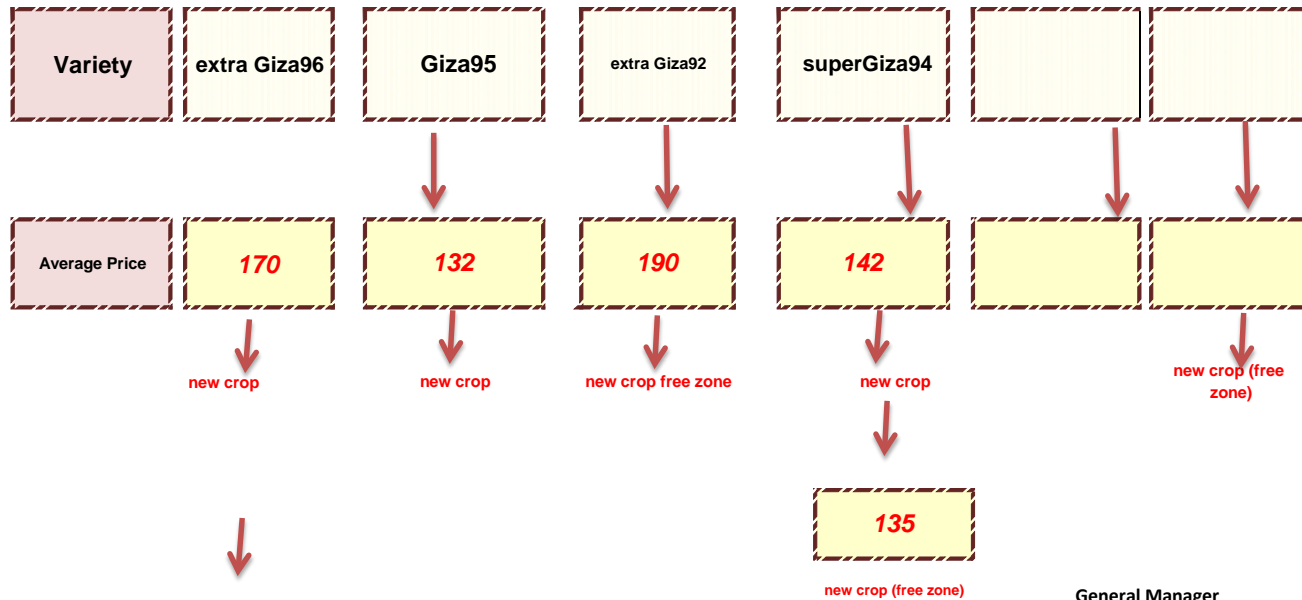 Variety
extra Giza96
Giza95
extra Giza92
superGiza94
Average Price
170
132
190
142
new crop
new crop
new crop free zone
new crop
new crop (free
zone)
135
new crop (free zone)
General Manager